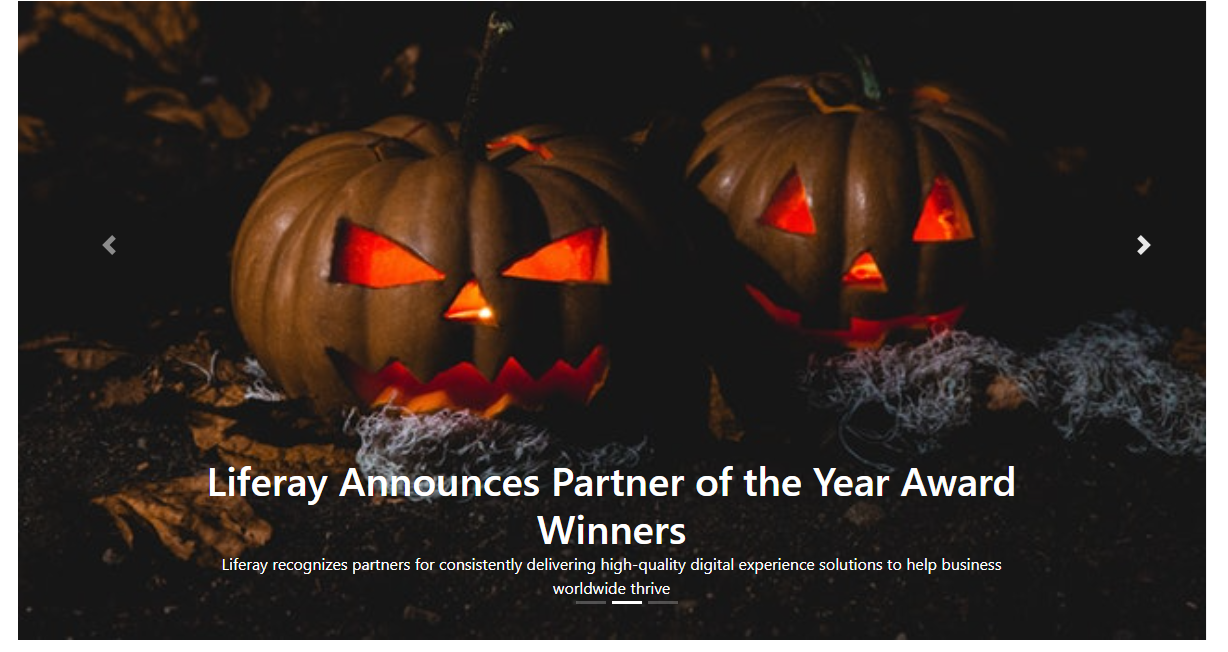 Liferay Announces Partner of the Year Award
Winners
Liferay recognizes partners for consistently delivering high-quality digital experience solutions to help business
worldwide thrive